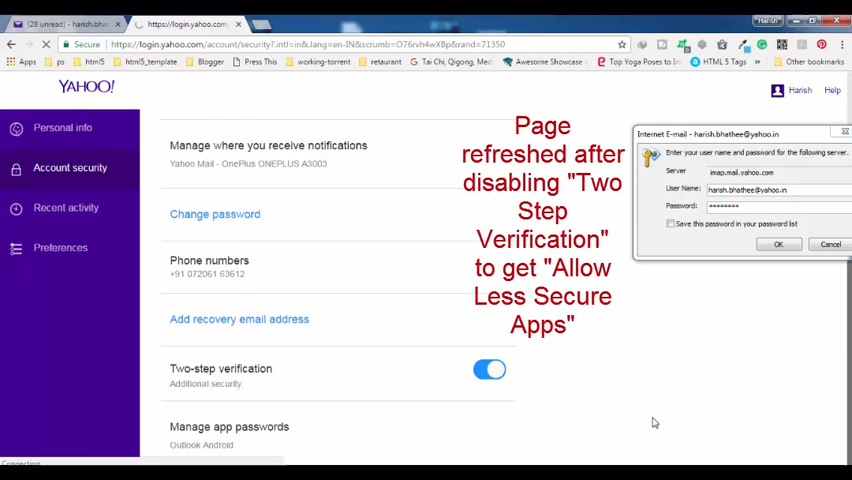 (28 unread) - harish.bhat
https://login.yahoo.com/
Harish
Secure
https://login.yahoo.com/account/security?.intl=in&.lang=en-IN&scrumb=O76rvh4wXBp&rand=71350
Apps
ps
html5
html5_template
Blogger
Press This
working-torrent
retaurant
Tai Chi, Qigong, Med
Awesome Showcase o
Top Yoga Poses to Im
HTML 5 Tags
»
Other bookmarks
YAHOO!
Harish
Help
Personal info
Account security
Recent activity
Preferences
Manage where you receive notifications
Yahoo Mail - OnePlus ONEPLUS A3003
Change password
Phone numbers
+91 072061 63612
Add recovery email address
Two-step verification
Additional security.
Manage app passwords
Outlook Android
Page
refreshed after
disabling "Two
Step
Verification"
to get "Allow
Less Secure
Apps"
Internet E-mail - harish.bhathee@yahoo.in
Enter your user name and password for the following server.
Server
imap.mail.yahoo.com
User Name:
harish.bhathee@yahoo.in
Password:
********
Save this password in your password list
OK
Cancel